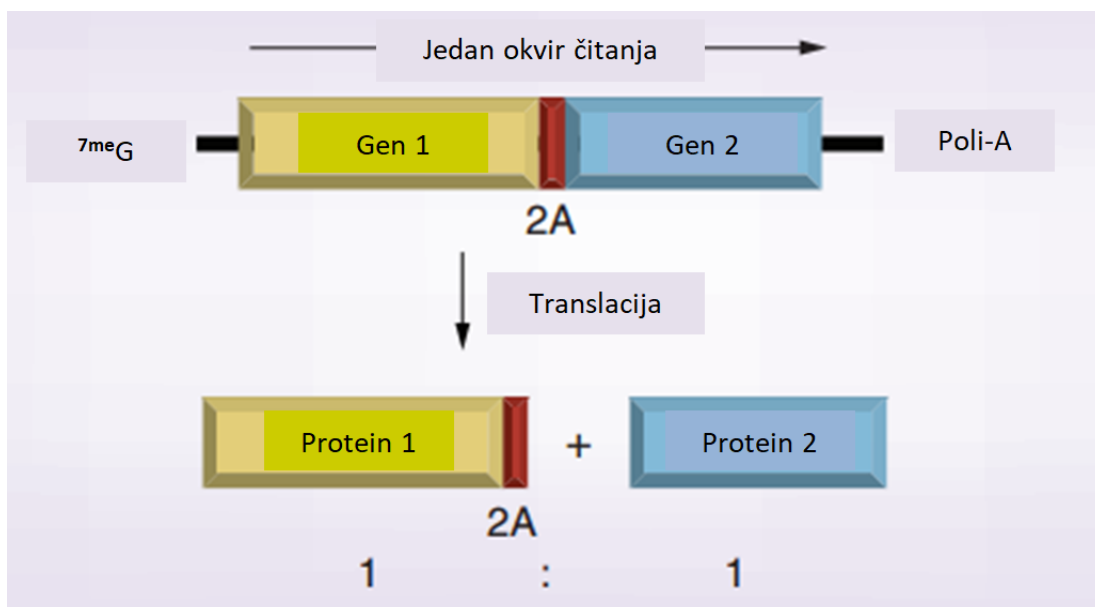 Jedan okvir čitanja
⁷ᵐᵉG
Gen 1
Gen 2
Poli-A
2A
Translacija
Protein 1
+
Protein 2
2A
1 : 1